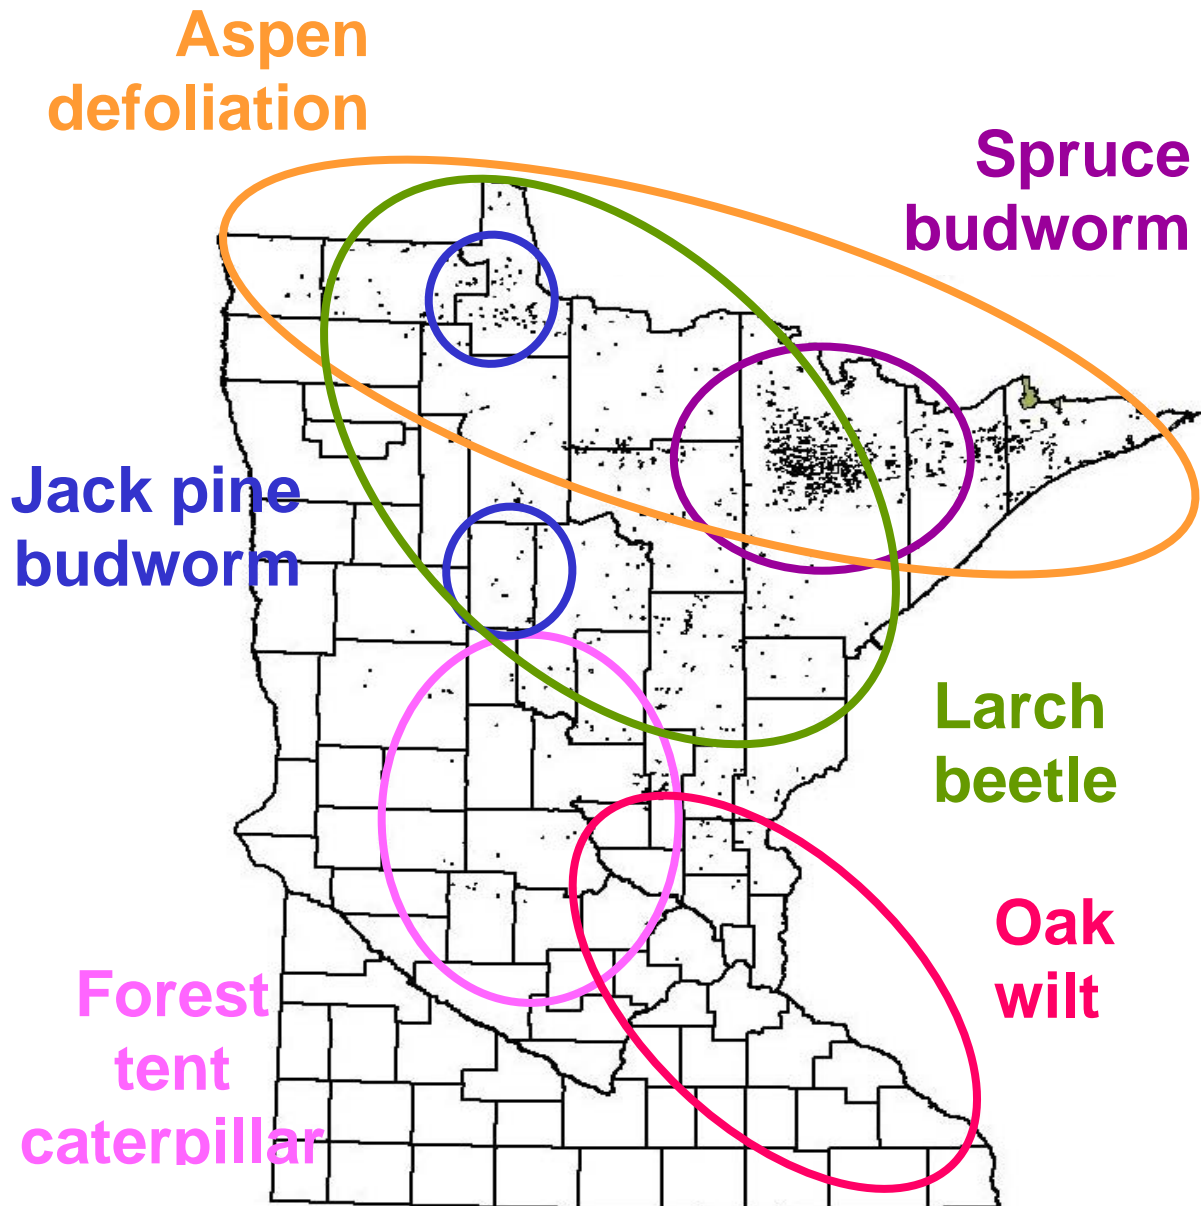 Aspen
defoliation
Spruce
budworm
Jack pine
budworm
Larch
beetle
Oak
wilt
Forest
tent
caterpillar